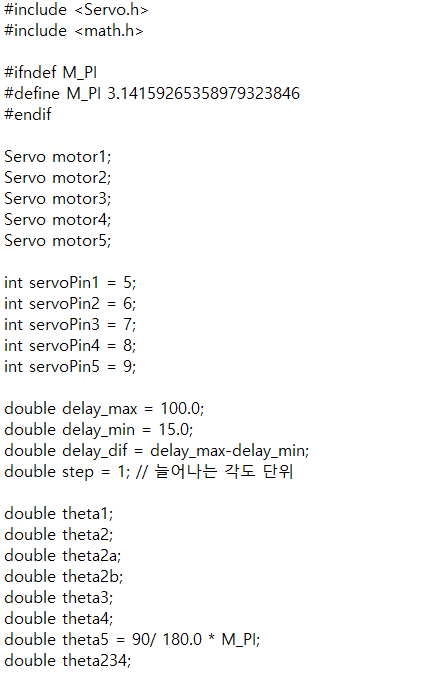 #include <Servo.h>
#include <math.h>
#ifndef M_PI
#define M_PI 3.14159265358979323846
#endif
Servo motor1;
Servo motor2;
Servo motor3;
Servo motor4;
Servo motor5;
int servoPin1 = 5;
int servoPin2 = 6;
int servoPin3 = 7;
int servoPin4 = 8;
int servoPin5 = 9;
double delay_max = 100.0;
double delay_min = 15.0;
double delay_dif = delay_max-delay_min;
double step = 1; // 늘어나는 각도 단위
double theta1;
double theta2;
double theta2a;
double theta2b;
double theta3;
double theta4;
double theta5 = 90/ 180.0 * M_PI;
double theta234;